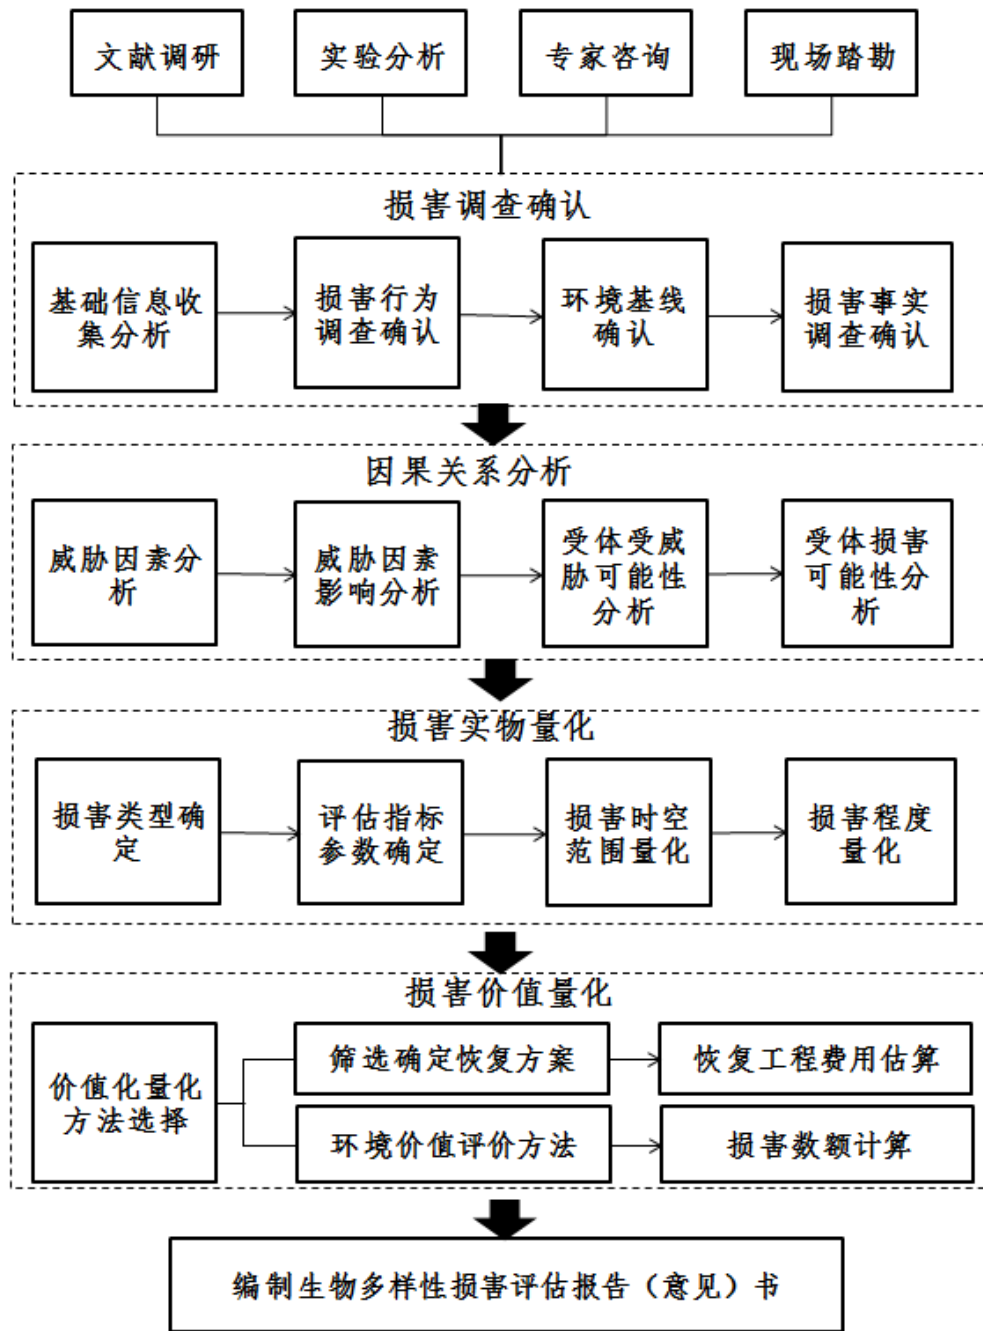 文献调研
实验分析
专家咨询
现场踏勘
损害调查确认
基础信息收
集分析
损害行为
调查确认
环境基线
确认
损害事实
调查确认
因果关系分析
威胁因素分
析
威胁因素
影响分析
受体受威
胁可能性
分析
受体损害
可能性分
析
损害实物量化
损害类型确
定
评估指标
参数确定
损害时空
范围量化
损害程度
量化
损害价值量化
价值化量化
方法选择
筛选确定恢复方案
恢复工程费用估算
环境价值评价方法
损害数额计算
编制生物多样性损害评估报告（意见）书